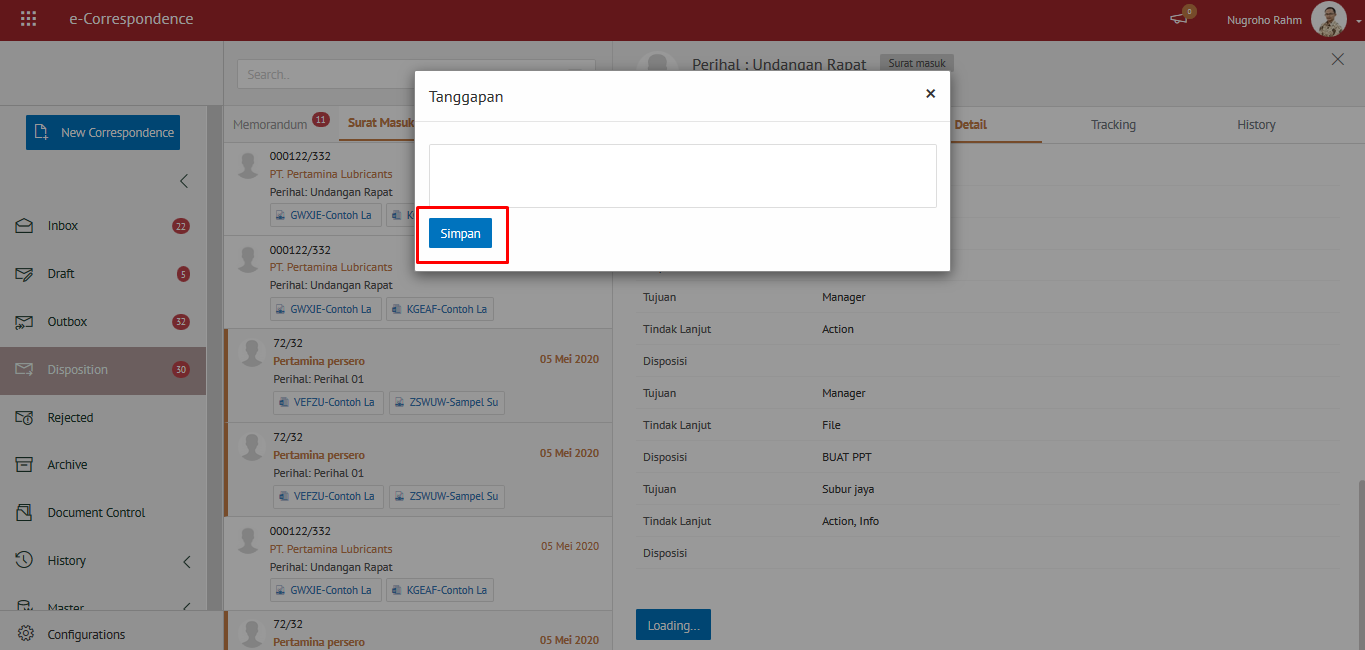 e-Correspondence
0
Nugroho Rahm
Search..
Perihal : Undangan Rapat
Surat masuk
Tanggapan
×
Simpan
New Correspondence
Inbox 22
Draft 5
Outbox 32
Disposition 30
Rejected
Archive
Document Control
History
Master
Configurations
Memorandum 11
Surat Masuk
000122/332
PT. Pertamina Lubricants
Perihal: Undangan Rapat
GWXJE-Contoh La
000122/332
PT. Pertamina Lubricants
Perihal: Undangan Rapat
GWXJE-Contoh La KGEAF-Contoh La
72/32
Pertamina persero 05 Mei 2020
Perihal: Perihal 01
VEFZU-Contoh La ZSWUW-Sampel Su
72/32
Pertamina persero 05 Mei 2020
Perihal: Perihal 01
VEFZU-Contoh La ZSWUW-Sampel Su
000122/332
PT. Pertamina Lubricants 05 Mei 2020
Perihal: Undangan Rapat
GWXJE-Contoh La KGEAF-Contoh La
72/32
Pertamina persero 05 Mei 2020
Detail Tracking History
Tujuan Manager
Tindak Lanjut Action
Disposisi
Tujuan Manager
Tindak Lanjut File
Disposisi BUAT PPT
Tujuan Subur jaya
Tindak Lanjut Action, Info
Disposisi
Loading...